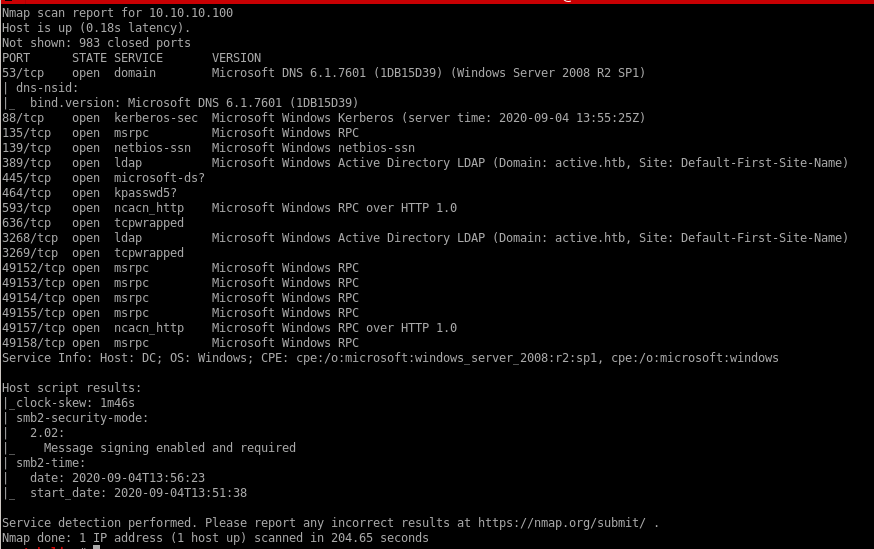 Nmap scan report for 10.10.10.100
Host is up (0.18s latency).
Not shown: 983 closed ports
PORT      STATE SERVICE       VERSION
53/tcp    open  domain        Microsoft DNS 6.1.7601 (1DB15D39) (Windows Server 2008 R2 SP1)
| dns-nsid:
|_  bind.version: Microsoft DNS 6.1.7601 (1DB15D39)
88/tcp    open  kerberos-sec  Microsoft Windows Kerberos (server time: 2020-09-04 13:55:25Z)
135/tcp   open  msrpc         Microsoft Windows RPC
139/tcp   open  netbios-ssn   Microsoft Windows netbios-ssn
389/tcp   open  ldap          Microsoft Windows Active Directory LDAP (Domain: active.htb, Site: Default-First-Site-Name)
445/tcp   open  microsoft-ds?
464/tcp   open  kpasswd5?
593/tcp   open  ncacn_http    Microsoft Windows RPC over HTTP 1.0
636/tcp   open  tcpwrapped
3268/tcp  open  ldap          Microsoft Windows Active Directory LDAP (Domain: active.htb, Site: Default-First-Site-Name)
3269/tcp  open  tcpwrapped
49152/tcp open  msrpc         Microsoft Windows RPC
49153/tcp open  msrpc         Microsoft Windows RPC
49154/tcp open  msrpc         Microsoft Windows RPC
49155/tcp open  msrpc         Microsoft Windows RPC
49157/tcp open  ncacn_http    Microsoft Windows RPC over HTTP 1.0
49158/tcp open  msrpc         Microsoft Windows RPC
Service Info: Host: DC; OS: Windows; CPE: cpe:/o:microsoft:windows_server_2008:r2:sp1, cpe:/o:microsoft:windows
Host script results:
|_clock-skew: 1m46s
| smb2-security-mode:
|   2.02:
|_    Message signing enabled and required
| smb2-time:
|   date: 2020-09-04T13:56:23
|_  start_date: 2020-09-04T13:51:38
Service detection performed. Please report any incorrect results at https://nmap.org/submit/ .
Nmap done: 1 IP address (1 host up) scanned in 204.65 seconds